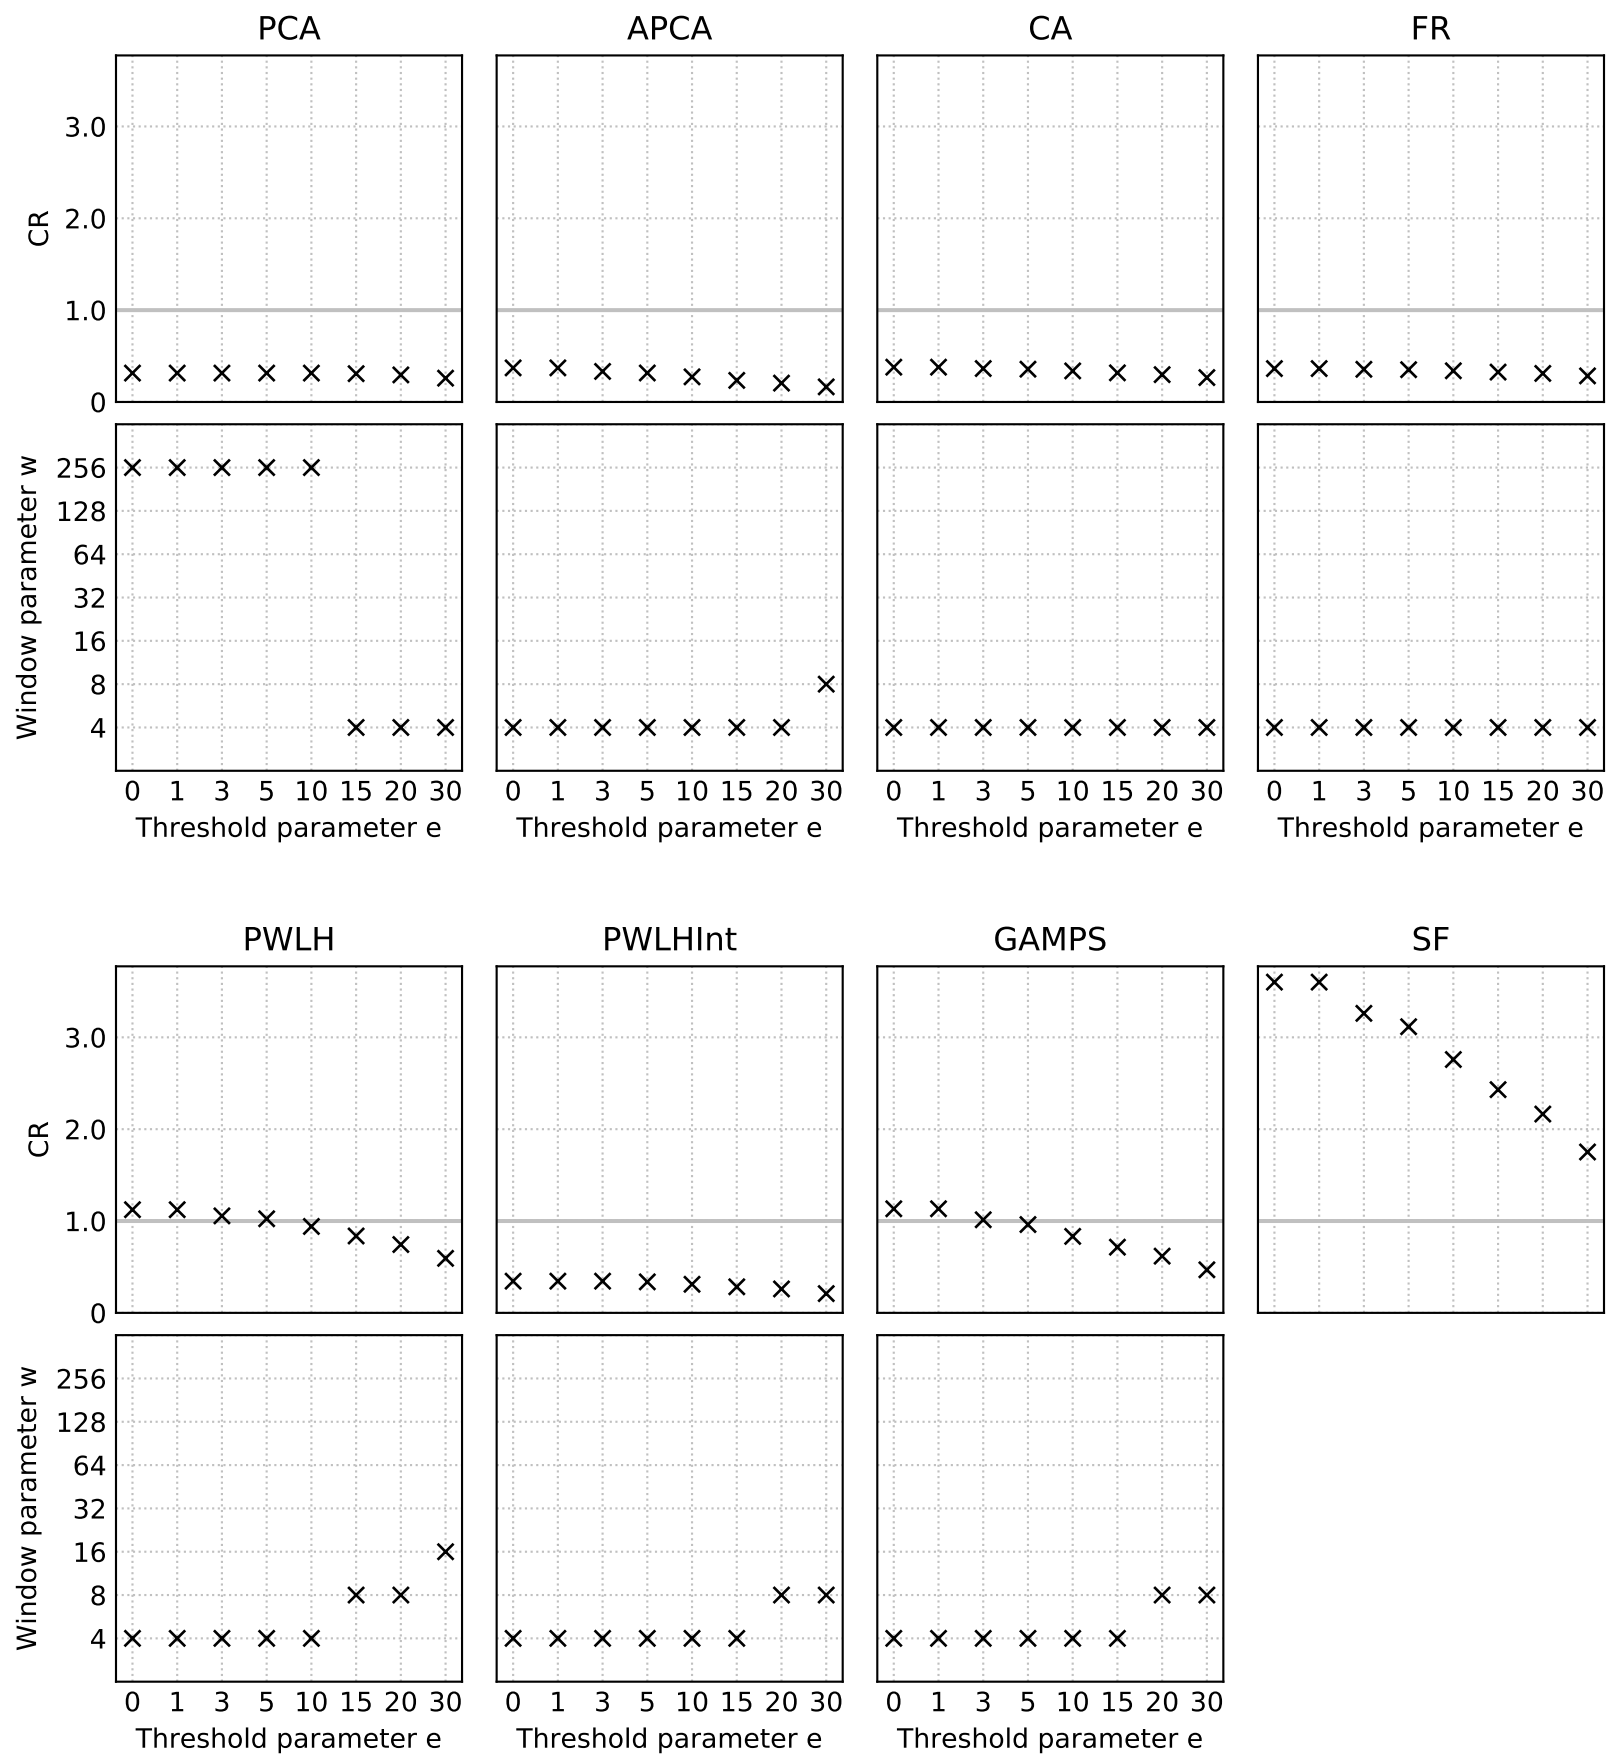 PCA APCA CA FR
CR
3.0
2.0
1.0
0
Window parameter w
256
128
64
32
16
8
4
0 1 3 5 10 15 20 30 0 1 3 5 10 15 20 30 0 1 3 5 10 15 20 30 0 1 3 5 10 15 20 30
Threshold parameter e Threshold parameter e Threshold parameter e Threshold parameter e
PWLH PWLHInt GAMPS SF
CR
3.0
2.0
1.0
0
Window parameter w
256
128
64
32
16
8
4
0 1 3 5 10 15 20 30 0 1 3 5 10 15 20 30 0 1 3 5 10 15 20 30
Threshold parameter e Threshold parameter e Threshold parameter e